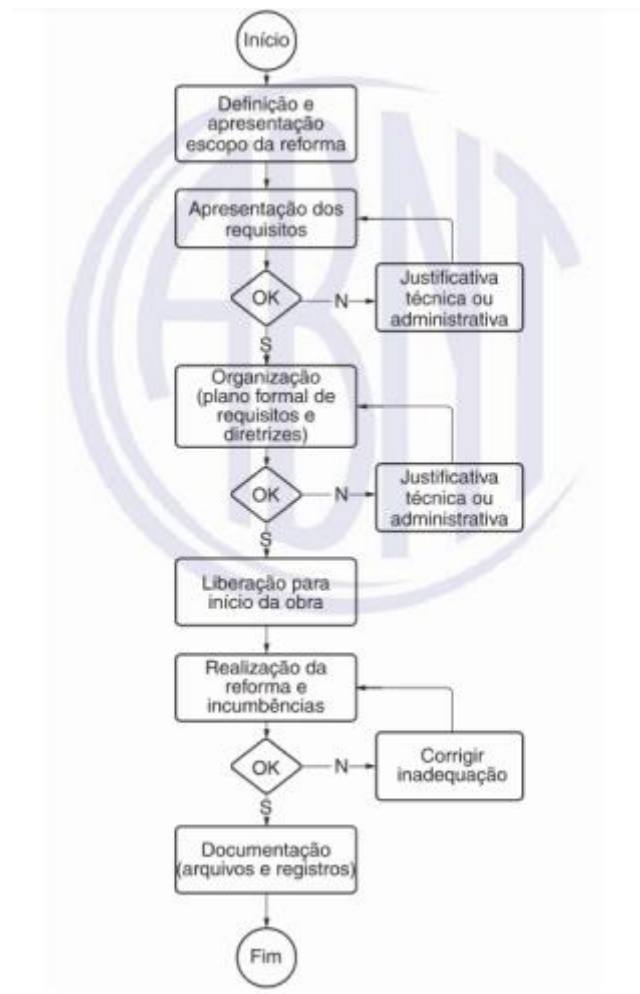 Início
Definição e
apresentação
escopo da reforma
Apresentação dos
requisitos
OK
N
Justificativa
técnica ou
administrativa
S
Organização
(plano formal de
requisitos e
diretrizes)
OK
N
Justificativa
técnica ou
administrativa
S
Liberação para
início da obra
Realização da
reforma e
incumbências
OK
N
Corrigir
inadequação
S
Documentação
(arquivos e registros)
Fim
ABNT